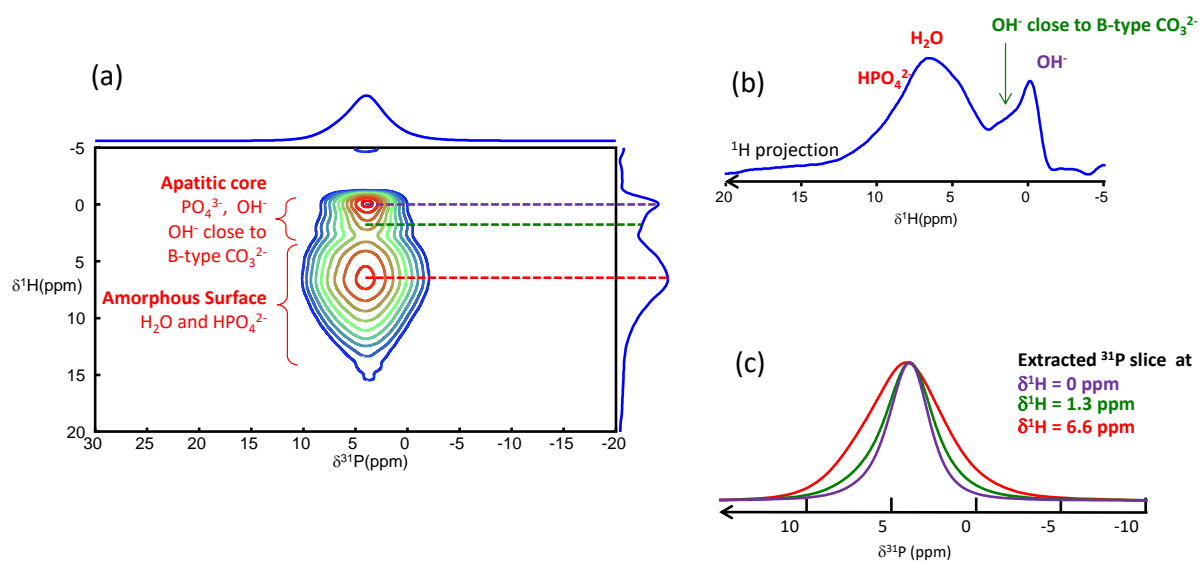 (a)
-5
0
5
10
15
20
δ¹H(ppm)
Apatitic core
PO₄³⁻, OH⁻
OH⁻ close to
B-type CO₃²⁻
Amorphous Surface
H₂O and HPO₄²⁻
30 25 20 15 10 5 0 -5 -10 -15 -20
δ³¹P(ppm)
(b)
OH⁻ close to B-type CO₃²⁻
H₂O
OH⁻
HPO₄²⁻
¹H projection
20 15 10 5 0 -5
δ¹H(ppm)
(c)
Extracted ³¹P slice at
δ¹H = 0 ppm
δ¹H = 1.3 ppm
δ¹H = 6.6 ppm
10 5 0 -5 -10
δ³¹P (ppm)